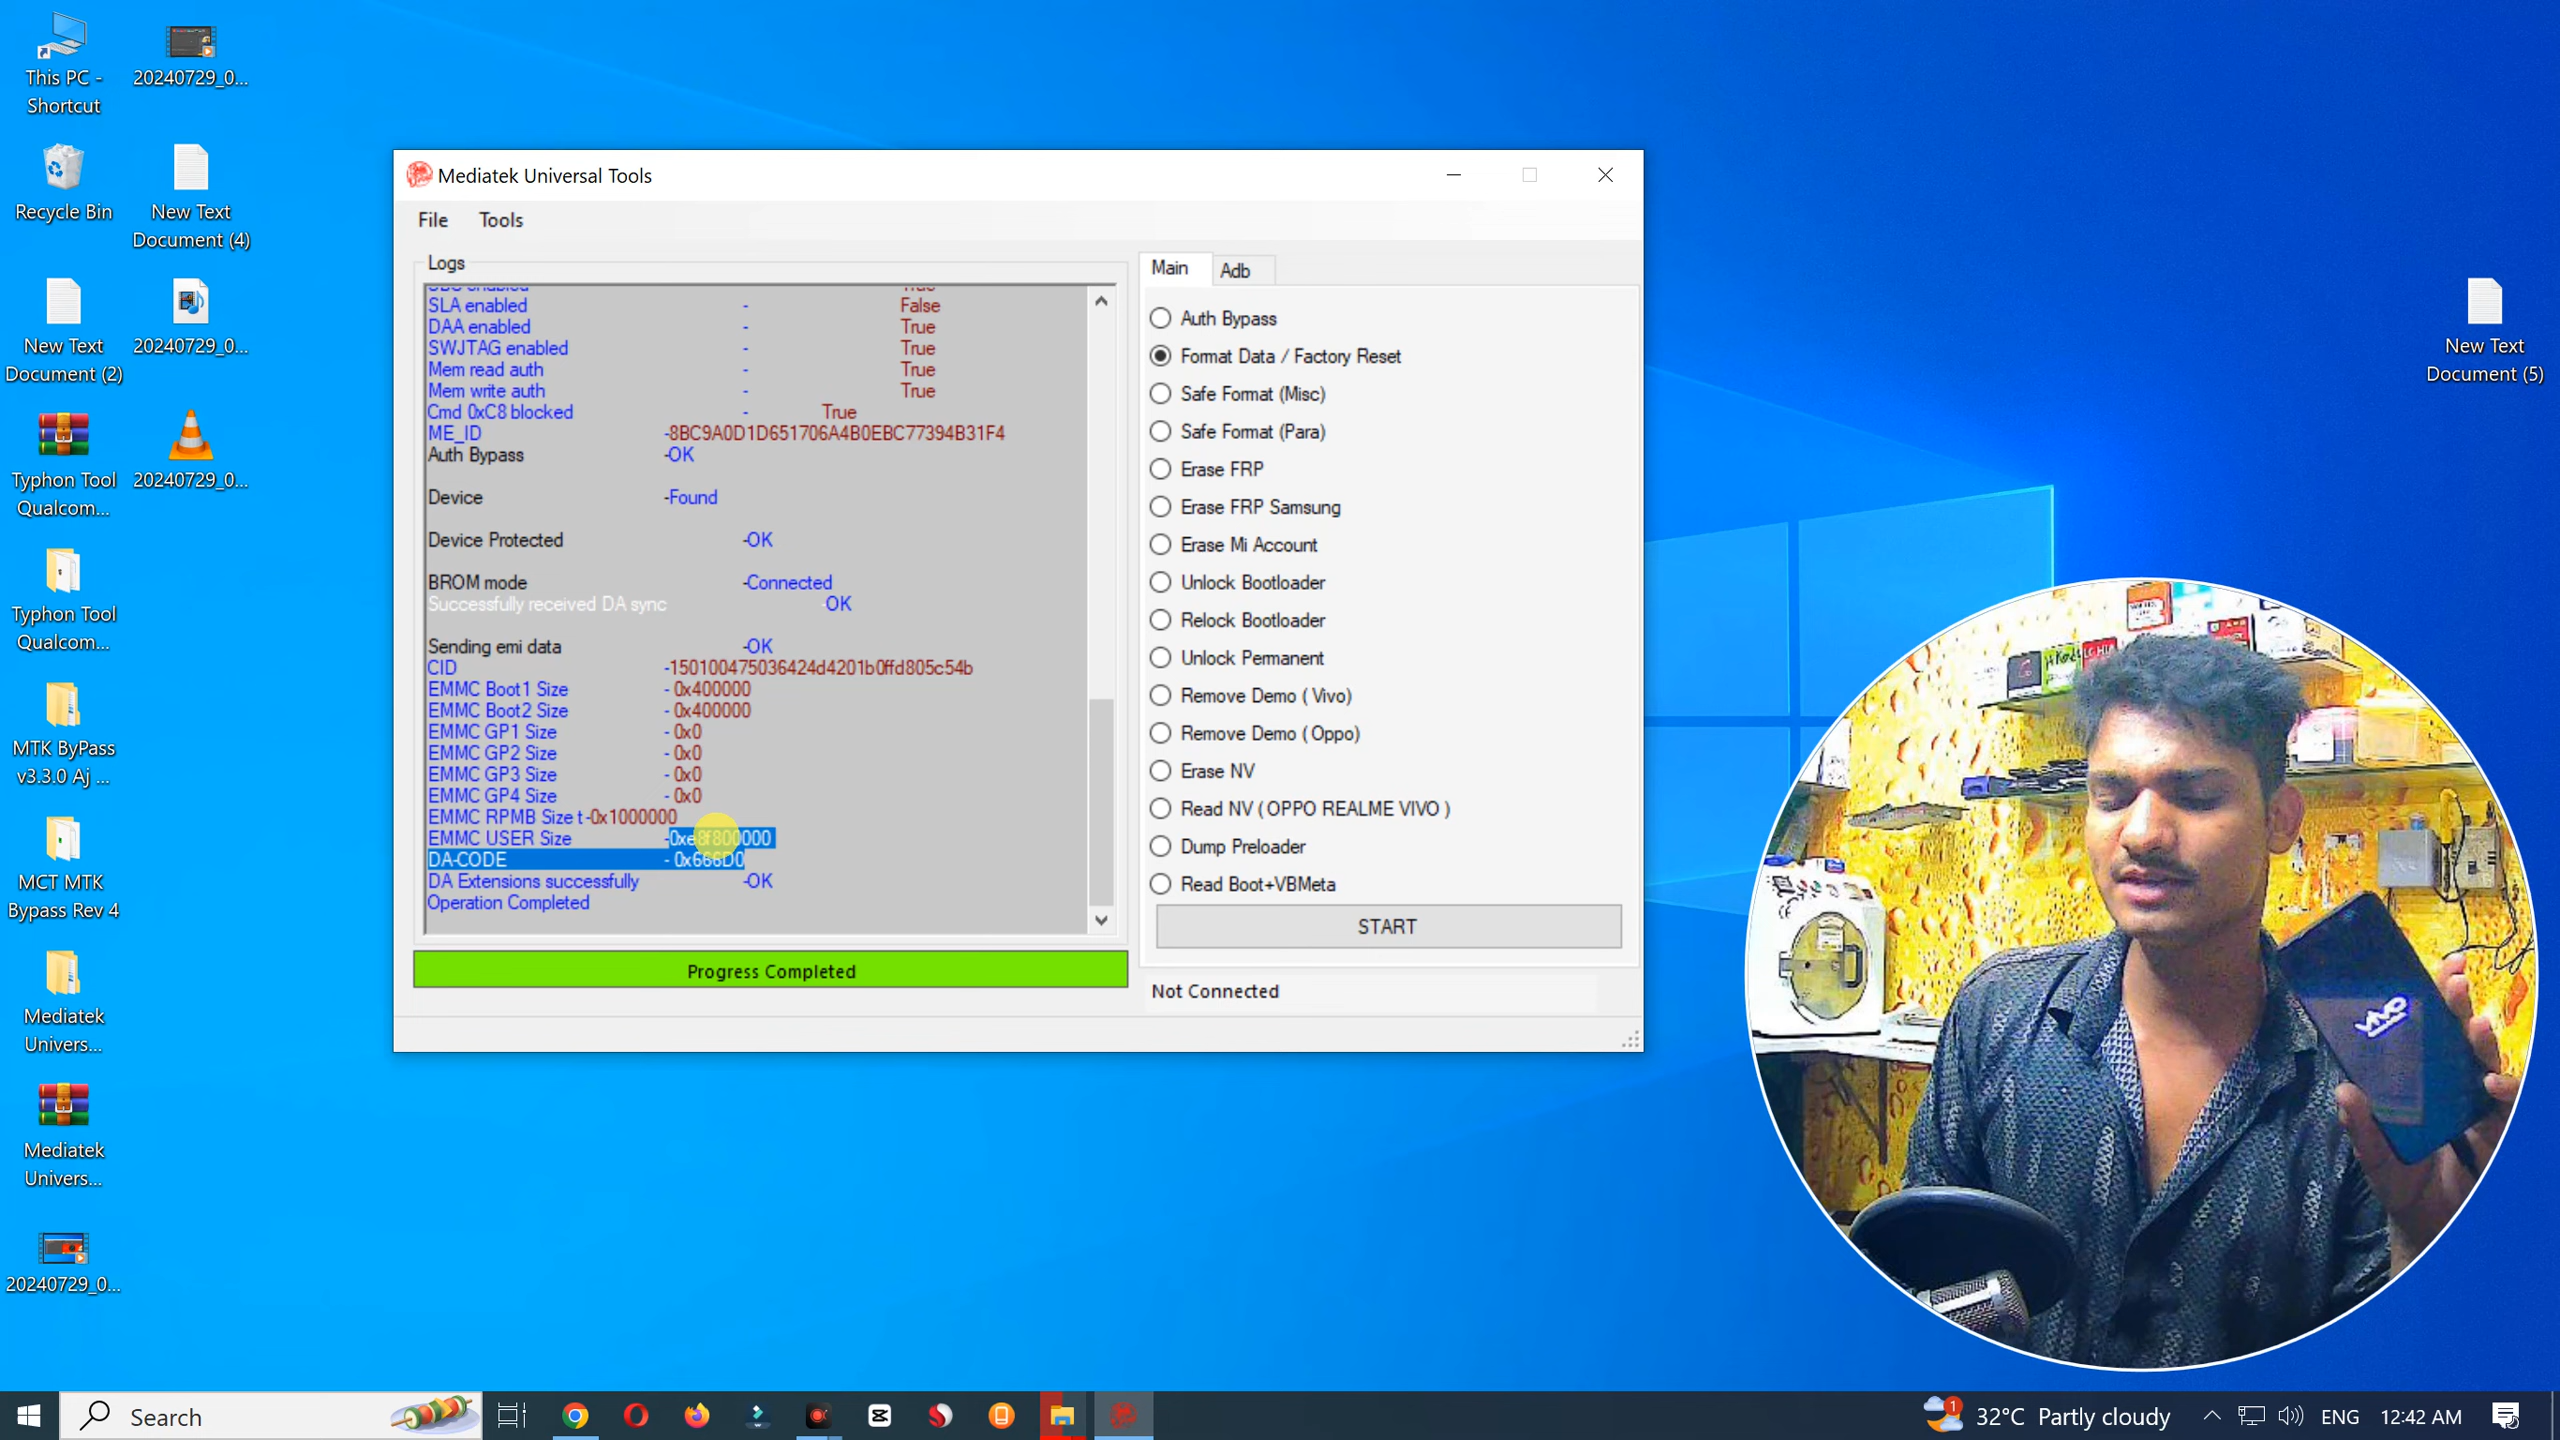 This PC -
Shortcut
20240729_0...
Recycle Bin
New Text
Document (4)
New Text
Document (2)
20240729_0...
Typhon Tool
Qualcom...
20240729_0...
Typhon Tool
Qualcom...
MTK ByPass
v3.3.0 Aj ...
MCT MTK
Bypass Rev 4
Mediatek
Univers...
Mediatek
Univers...
20240729_0...
New Text
Document (5)
Mediatek Universal Tools
File Tools
Logs
SLA enabled - False
DAA enabled - True
SWJTAG enabled - True
Mem read auth - True
Mem write auth - True
Cmd 0xC8 blocked - True
ME_ID -8BC9A0D1D651706A4B0EBC77394B31F4
Auth Bypass -OK
Device -Found
Device Protected -OK
BROM mode -Connected
Successfully received DA sync -OK
Sending emi data -OK
CID -150100475036424d4201b0ffd805c54b
EMMC Boot1 Size - 0x400000
EMMC Boot2 Size - 0x400000
EMMC GP1 Size - 0x0
EMMC GP2 Size - 0x0
EMMC GP3 Size - 0x0
EMMC GP4 Size - 0x0
EMMC RPMB Size t -0x1000000
EMMC USER Size -0xe8f800000
DA-CODE - 0x666D0
DA Extensions successfully -OK
Operation Completed
Progress Completed
Main Adb
Auth Bypass
Format Data / Factory Reset
Safe Format (Misc)
Safe Format (Para)
Erase FRP
Erase FRP Samsung
Erase Mi Account
Unlock Bootloader
Relock Bootloader
Unlock Permanent
Remove Demo ( Vivo)
Remove Demo ( Oppo)
Erase NV
Read NV ( OPPO REALME VIVO )
Dump Preloader
Read Boot+VBMeta
START
Not Connected
vivo
Search
1
32°C Partly cloudy
ENG
12:42 AM